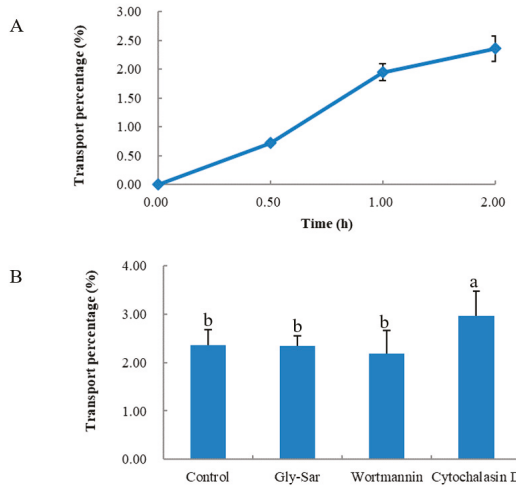 A
Transport percentage (%)
3.00
2.50
2.00
1.50
1.00
0.50
0.00
0.00 0.50 1.00 2.00
Time (h)
B
Transport percentage (%)
4.00
3.00
2.00
1.00
0.00
b b b a
Control Gly-Sar Wortmannin Cytochalasin D